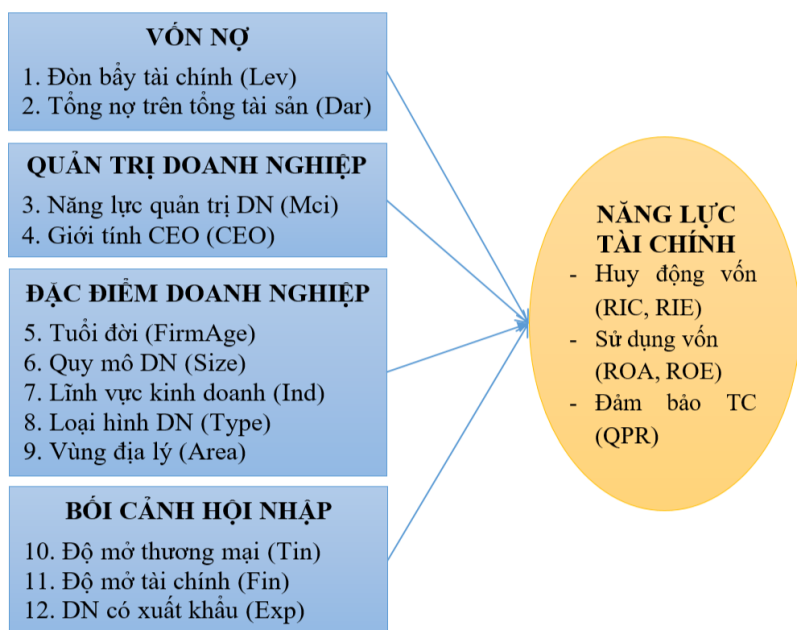 VỐN NỢ
1. Đòn bẩy tài chính (Lev)
2. Tổng nợ trên tổng tài sản (Dar)
QUẢN TRỊ DOANH NGHIỆP
3. Năng lực quản trị DN (Mci)
4. Giới tính CEO (CEO)
ĐẶC ĐIỂM DOANH NGHIỆP
5. Tuổi đời (FirmAge)
6. Quy mô DN (Size)
7. Lĩnh vực kinh doanh (Ind)
8. Loại hình DN (Type)
9. Vùng địa lý (Area)
BỐI CẢNH HỘI NHẬP
10. Độ mở thương mại (Tin)
11. Độ mở tài chính (Fin)
12. DN có xuất khẩu (Exp)
NĂNG LỰC
TÀI CHÍNH
- Huy động vốn
(RIC, RIE)
- Sử dụng vốn
(ROA, ROE)
- Đảm bảo TC
(QPR)